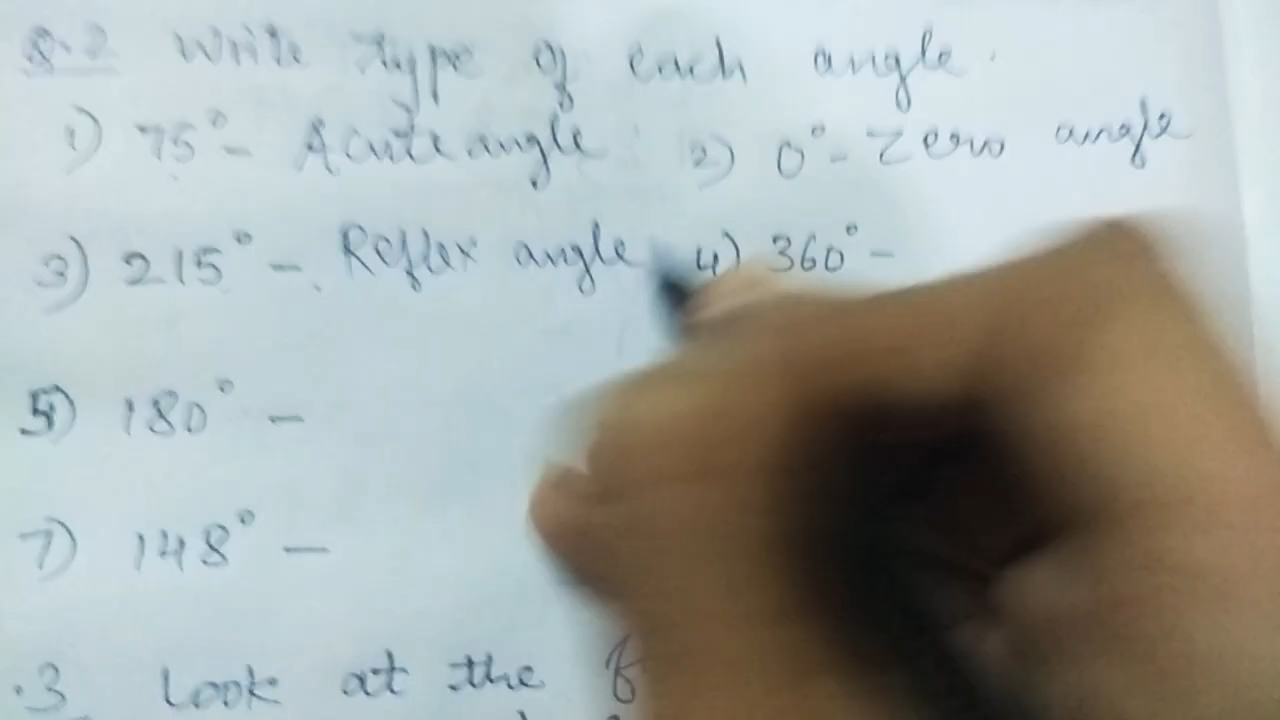 Q.2 Write type of each angle.
1) 75° - Acute angle 2) 0° - Zero angle
3) 215° - Reflex angle 4) 360° -
5) 180° -
7) 148° -
.3 Look at the